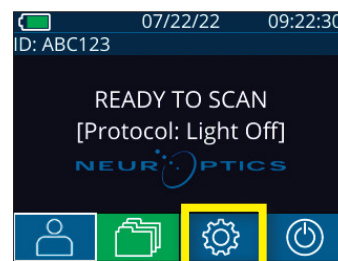 07/22/22 09:22:30
ID: ABC123
READY TO SCAN
[Protocol: Light Off]
NEUROPTICS